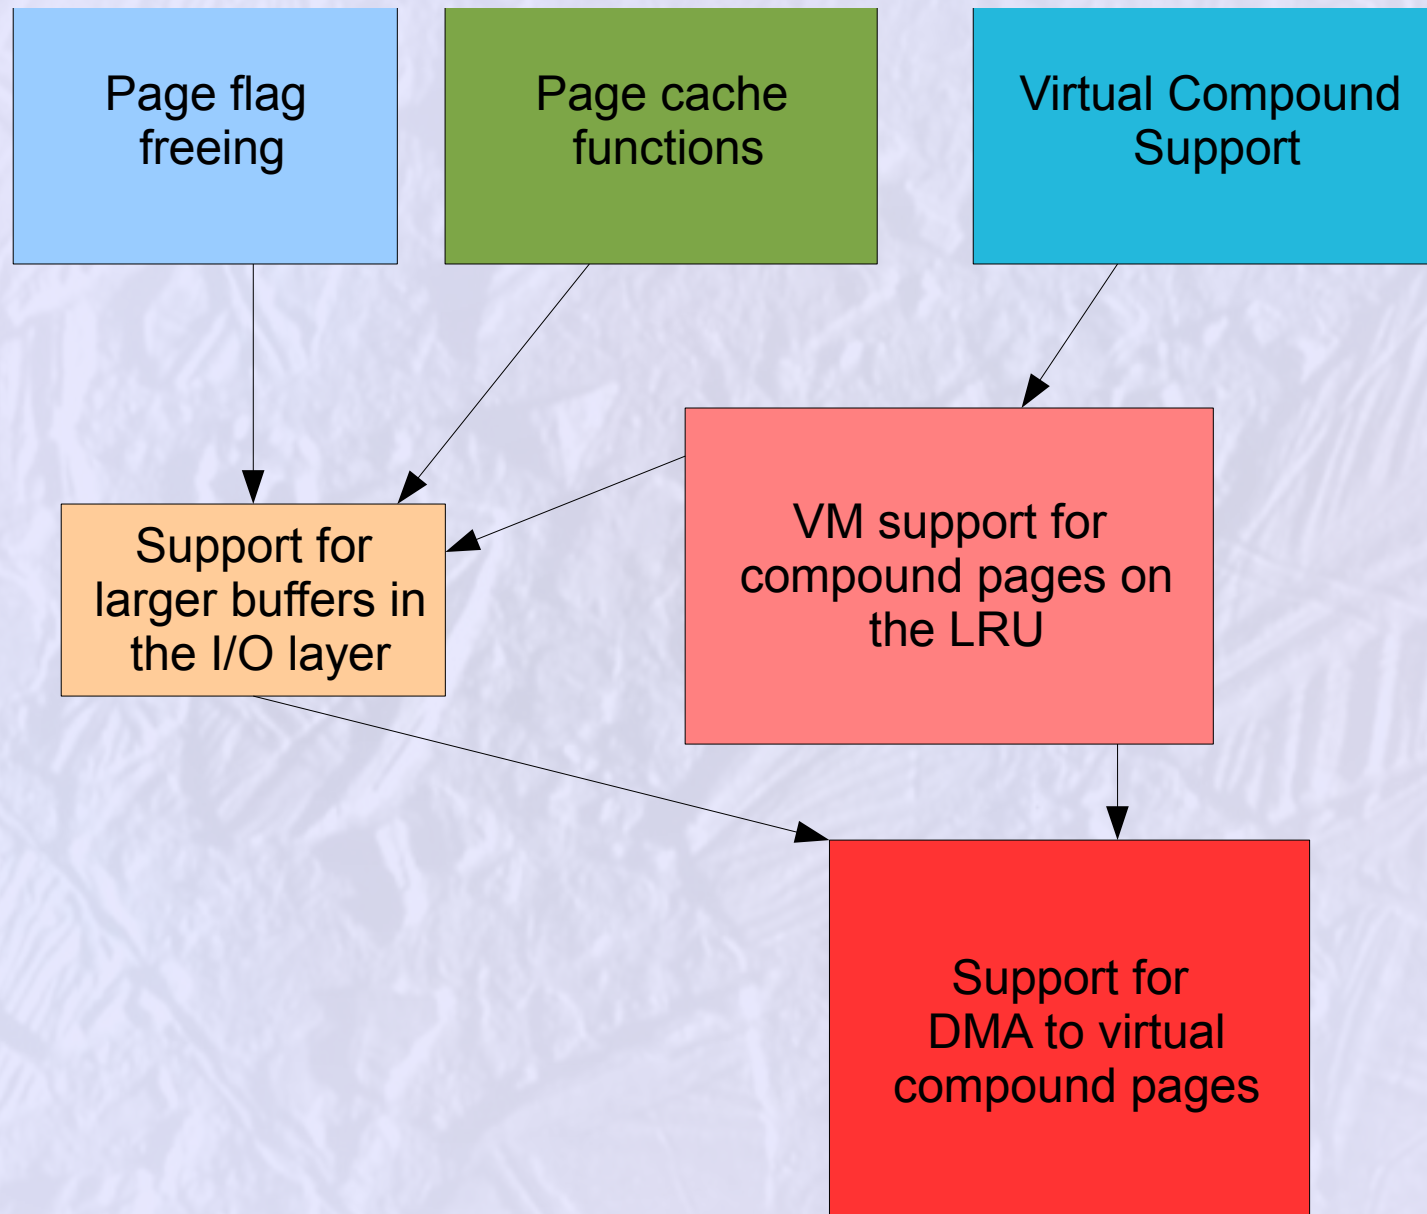 Page flag
freeing
Page cache
functions
Virtual Compound
Support
Support for
larger buffers in
the I/O layer
VM support for
compound pages on
the LRU
Support for
DMA to virtual
compound pages